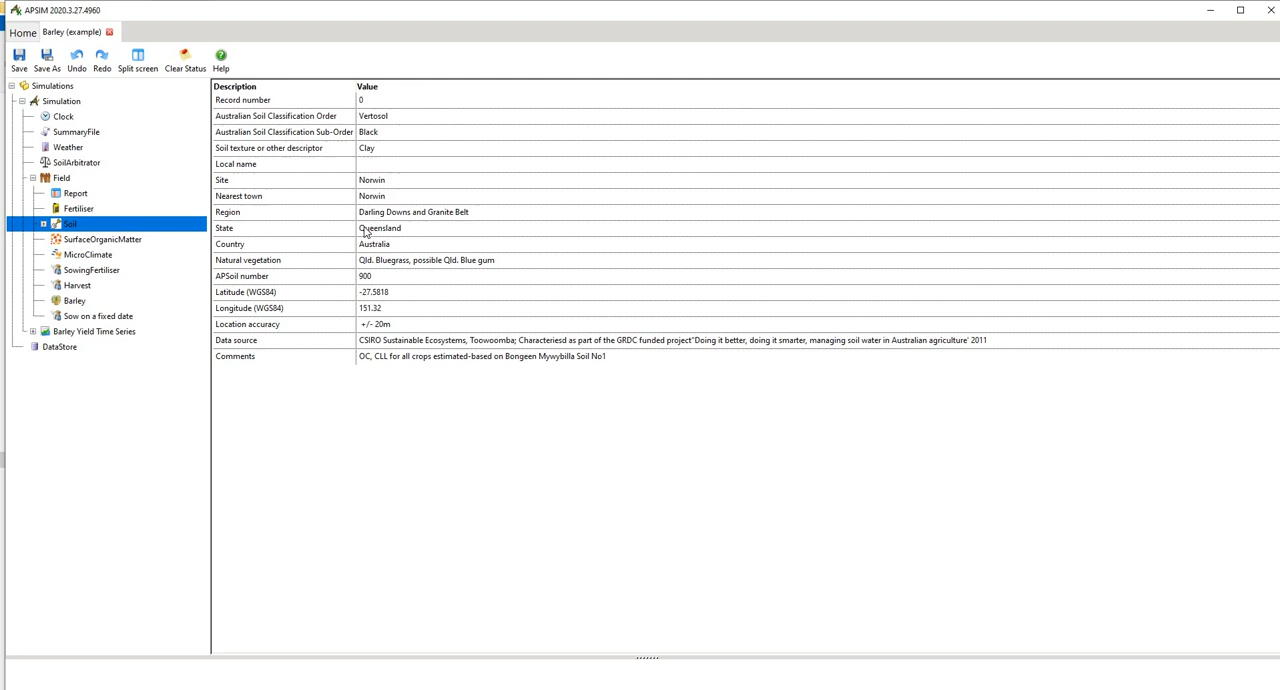 APSIM 2020.3.27.4960
Home Barley (example)
Save Save As Undo Redo Split screen Clear Status Help
Simulations
Simulation
Clock
SummaryFile
Weather
SoilArbitrator
Field
Report
Fertiliser
Soil
SurfaceOrganicMatter
MicroClimate
SowingFertiliser
Harvest
Barley
Sow on a fixed date
Barley Yield Time Series
DataStore
Description Value
Record number 0
Australian Soil Classification Order Vertosol
Australian Soil Classification Sub-Order Black
Soil texture or other descriptor Clay
Local name
Site Norwin
Nearest town Norwin
Region Darling Downs and Granite Belt
State Queensland
Country Australia
Natural vegetation Qld. Bluegrass, possible Qld. Blue gum
APSoil number 900
Latitude (WGS84) -27.5818
Longitude (WGS84) 151.32
Location accuracy +/- 20m
Data source CSIRO Sustainable Ecosystems, Toowoomba; Characteriesd as part of the GRDC funded project"Doing it better, doing it smarter, managing soil water in Australian agriculture' 2011
Comments OC, CLL for all crops estimated-based on Bongeen Mywybilla Soil No1